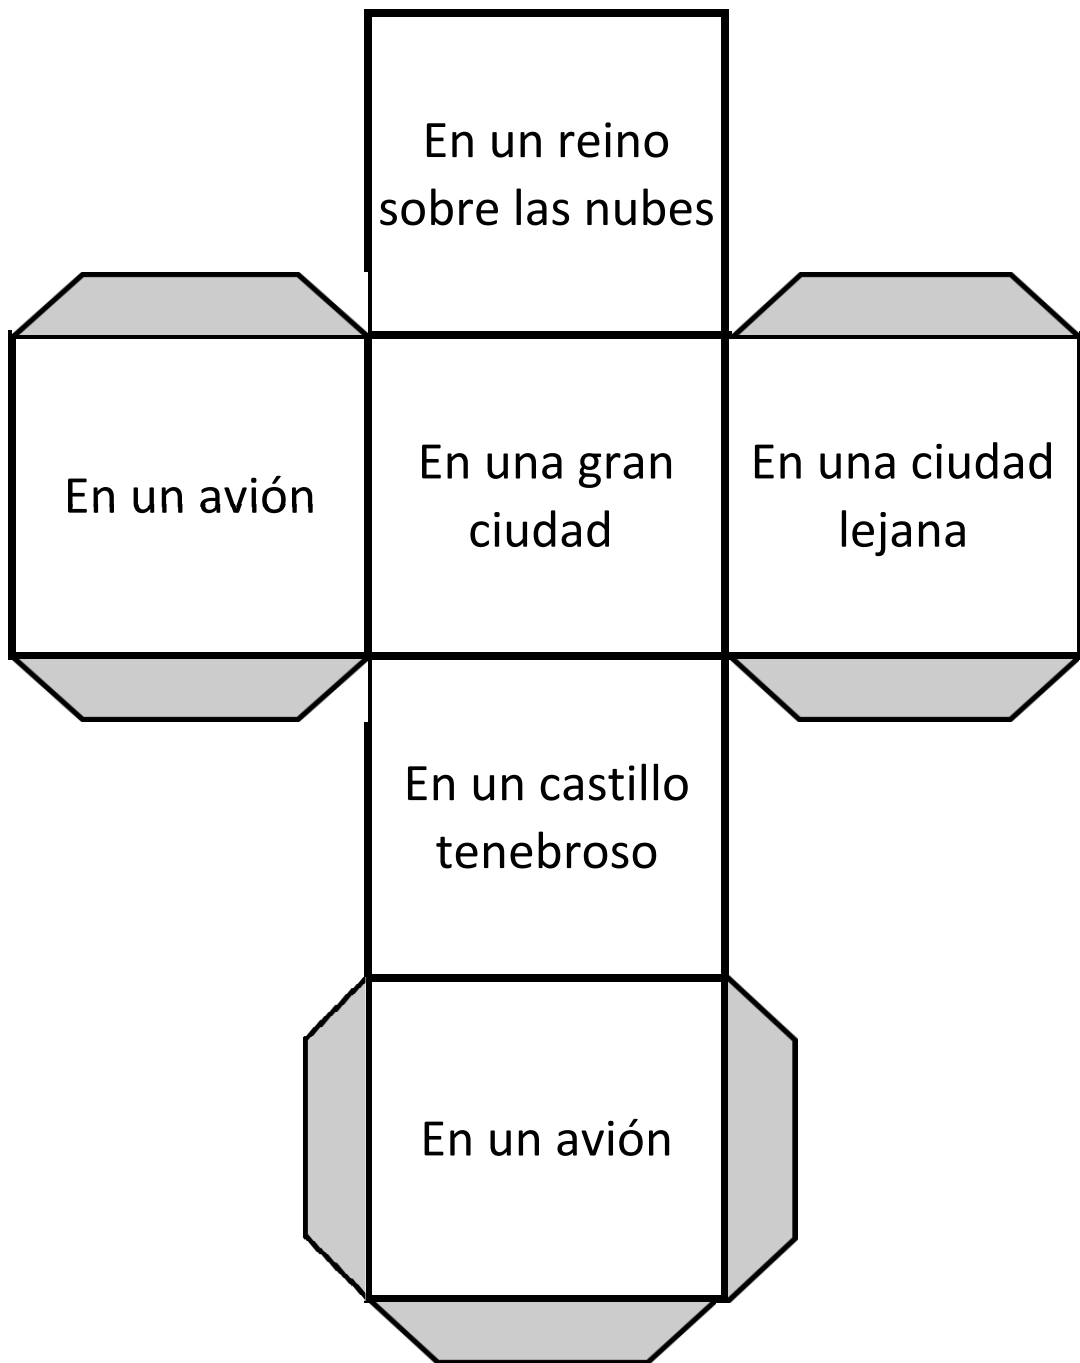 En un reino
sobre las nubes
En un avión
En una gran
ciudad
En una ciudad
lejana
En un castillo
tenebroso
En un avión